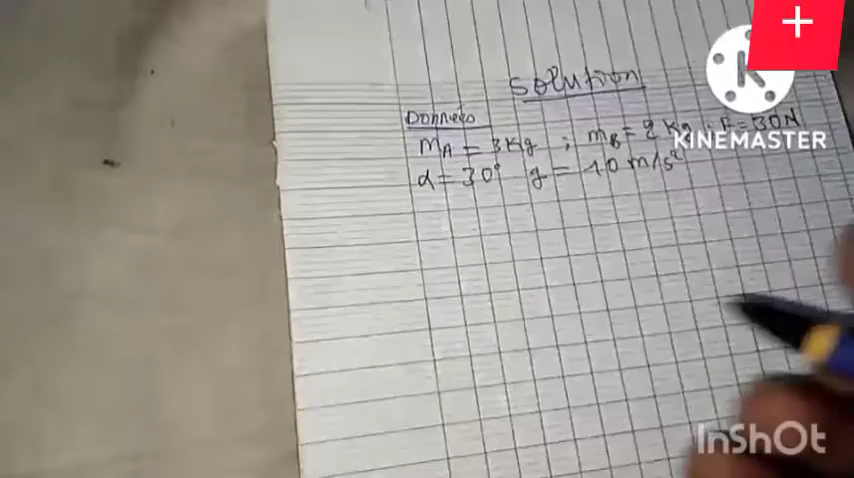 Solution
Données
mA = 3Kg ; mB = 2 Kg ; F = 30N
α = 30° g = 10 m/s²
K
KINEMASTER
InShOt